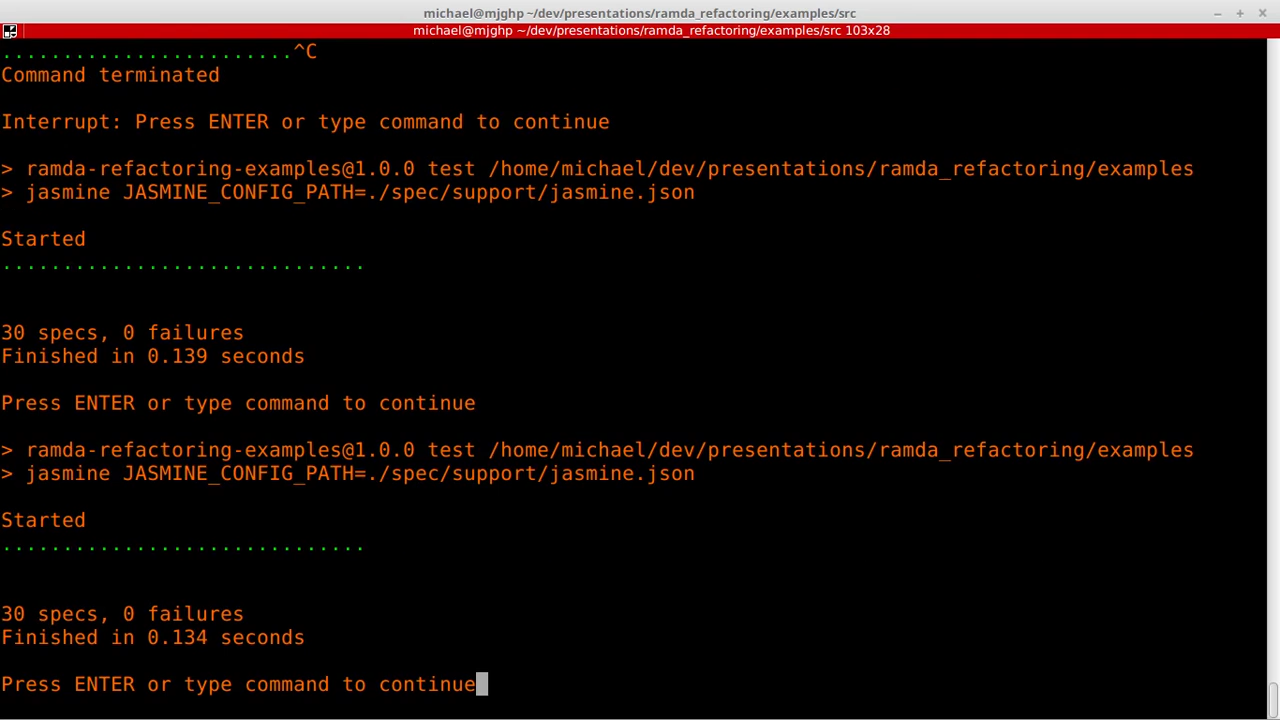 michael@mjghp ~/dev/presentations/ramda_refactoring/examples/src
michael@mjghp ~/dev/presentations/ramda_refactoring/examples/src 103x28
........................^C
Command terminated
Interrupt: Press ENTER or type command to continue
> ramda-refactoring-examples@1.0.0 test /home/michael/dev/presentations/ramda_refactoring/examples
> jasmine JASMINE_CONFIG_PATH=./spec/support/jasmine.json
Started
..............................
30 specs, 0 failures
Finished in 0.139 seconds
Press ENTER or type command to continue
> ramda-refactoring-examples@1.0.0 test /home/michael/dev/presentations/ramda_refactoring/examples
> jasmine JASMINE_CONFIG_PATH=./spec/support/jasmine.json
Started
..............................
30 specs, 0 failures
Finished in 0.134 seconds
Press ENTER or type command to continue